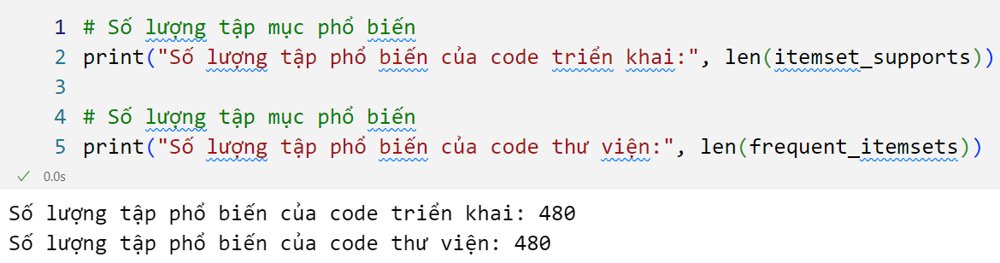 1 # Số lượng tập mục phổ biến
2 print("Số lượng tập phổ biến của code triển khai:", len(itemset_supports))
3
4 # Số lượng tập mục phổ biến
5 print("Số lượng tập phổ biến của code thư viện:", len(frequent_itemsets))
✓ 0.0s
Số lượng tập phổ biến của code triển khai: 480
Số lượng tập phổ biến của code thư viện: 480